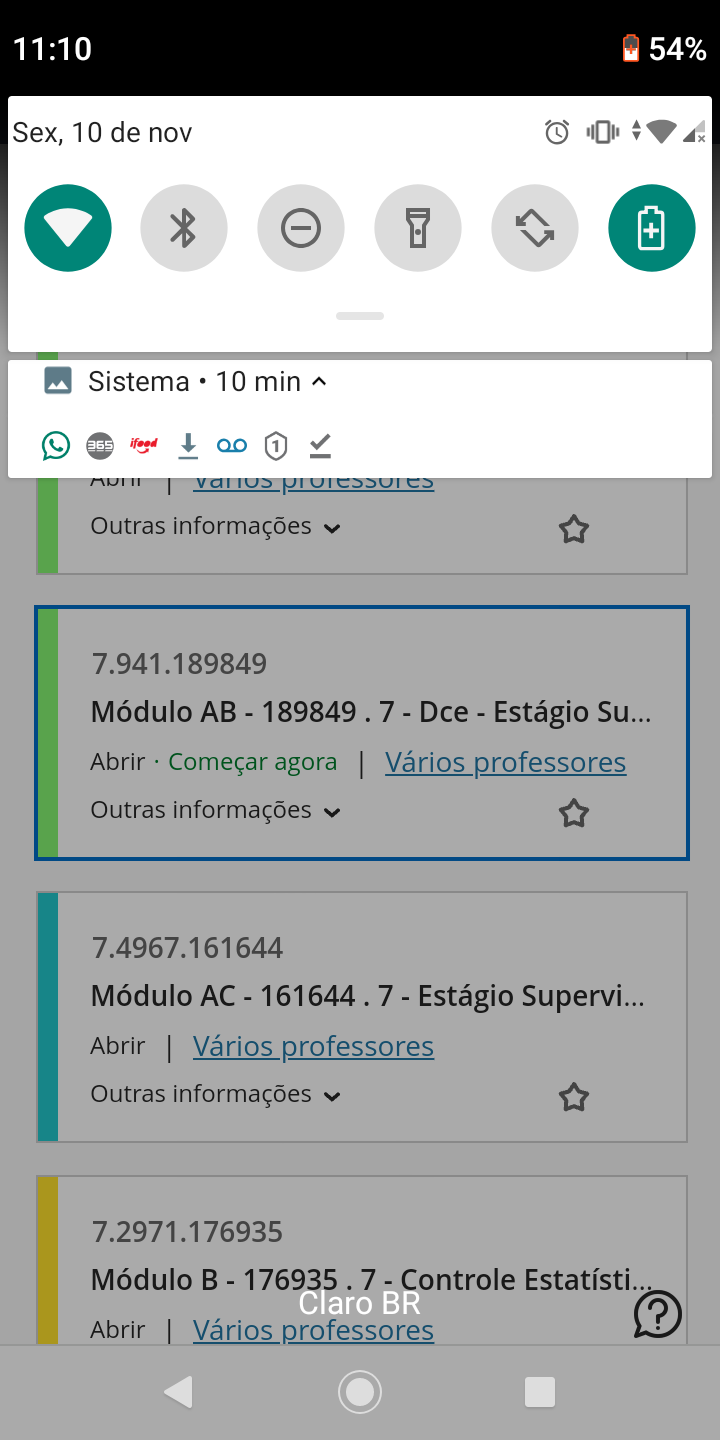 11:10 54%
Sex, 10 de nov
Sistema • 10 min
365 ifood 1
Abrir | Vários professores
Outras informações
7.941.189849
Módulo AB - 189849 . 7 - Dce - Estágio Su...
Abrir · Começar agora | Vários professores
Outras informações
7.4967.161644
Módulo AC - 161644 . 7 - Estágio Supervi...
Abrir | Vários professores
Outras informações
7.2971.176935
Módulo B - 176935 . 7 - Controle Estatísti...
Claro BR
Abrir | Vários professores